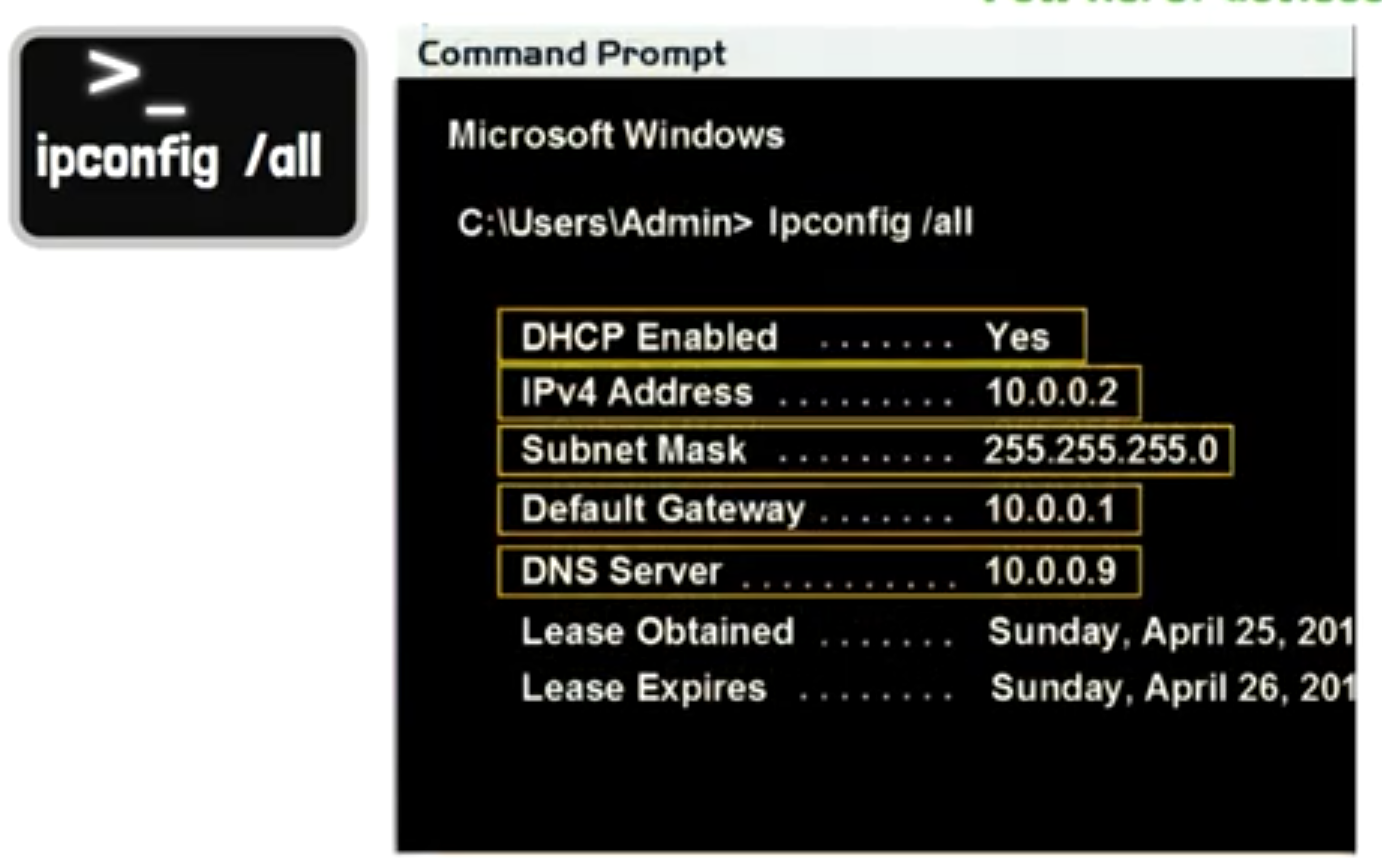 >_
ipconfig /all
Command Prompt
Microsoft Windows
C:\Users\Admin> Ipconfig /all
DHCP Enabled ....... Yes
IPv4 Address ......... 10.0.0.2
Subnet Mask ......... 255.255.255.0
Default Gateway ....... 10.0.0.1
DNS Server ........... 10.0.0.9
Lease Obtained ....... Sunday, April 25, 201
Lease Expires ........ Sunday, April 26, 201